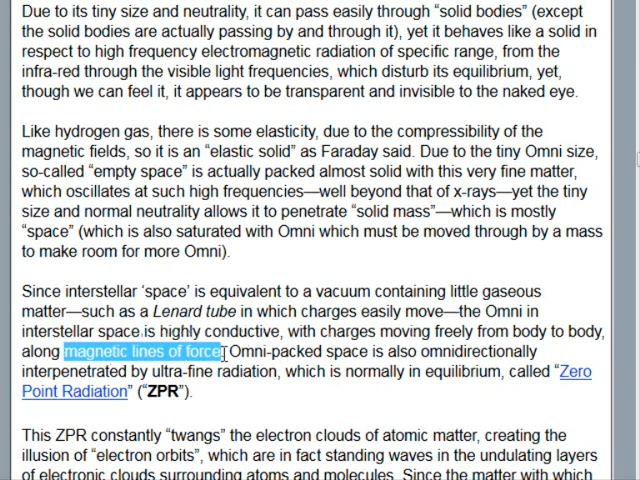 Due to its tiny size and neutrality, it can pass easily through “solid bodies” (except
the solid bodies are actually passing by and through it), yet it behaves like a solid in
respect to high frequency electromagnetic radiation of specific range, from the
infra-red through the visible light frequencies, which disturb its equilibrium, yet,
though we can feel it, it appears to be transparent and invisible to the naked eye.
Like hydrogen gas, there is some elasticity, due to the compressibility of the
magnetic fields, so it is an “elastic solid” as Faraday said. Due to the tiny Omni size,
so-called “empty space” is actually packed almost solid with this very fine matter,
which oscillates at such high frequencies—well beyond that of x-rays—yet the tiny
size and normal neutrality allows it to penetrate “solid mass”—which is mostly
“space” (which is also saturated with Omni which must be moved through by a mass
to make room for more Omni).
Since interstellar ‘space’ is equivalent to a vacuum containing little gaseous
matter—such as a Lenard tube in which charges easily move—the Omni in
interstellar space is highly conductive, with charges moving freely from body to body,
along magnetic lines of force. Omni-packed space is also omnidirectionally
interpenetrated by ultra-fine radiation, which is normally in equilibrium, called “Zero
Point Radiation” (“ZPR”).
This ZPR constantly “twangs” the electron clouds of atomic matter, creating the
illusion of “electron orbits”, which are in fact standing waves in the undulating layers
of electronic clouds surrounding atoms and molecules. Since the matter with which